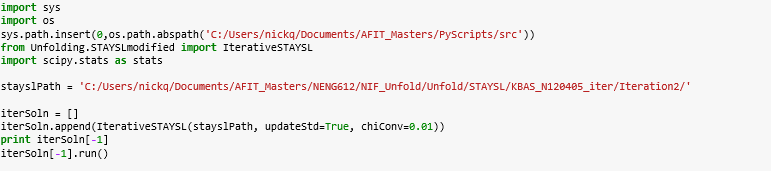 import sys
import os
sys.path.insert(0,os.path.abspath('C:/Users/nickq/Documents/AFIT_Masters/PyScripts/src'))
from Unfolding.STAYSLmodified import IterativeSTAYSL
import scipy.stats as stats
stayslPath = 'C:/Users/nickq/Documents/AFIT_Masters/NENG612/NIF_Unfold/Unfold/STAYSL/KBAS_N120405_iter/Iteration2/'
iterSoln = []
iterSoln.append(IterativeSTAYSL(stayslPath, updateStd=True, chiConv=0.01))
print iterSoln[-1]
iterSoln[-1].run()